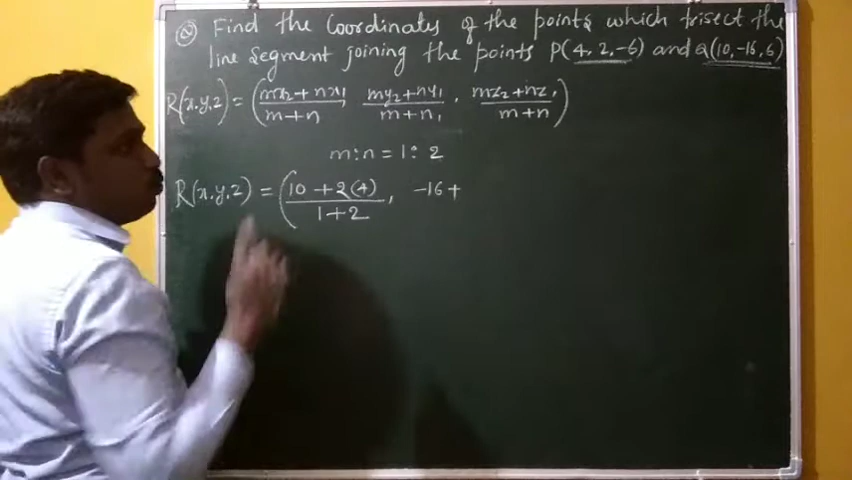 Q Find the Coordinates of the points which trisect the
line Segment joining the points P(4, 2, -6) and Q(10, -16, 6)
R(x.y.z) = (mx2 + nx1 / m+n, my2 + ny1 / m+n, mz2 + nz1 / m+n)
m:n = 1:2
R(x.y.z) = (10 + 2(4) / 1+2, -16 +